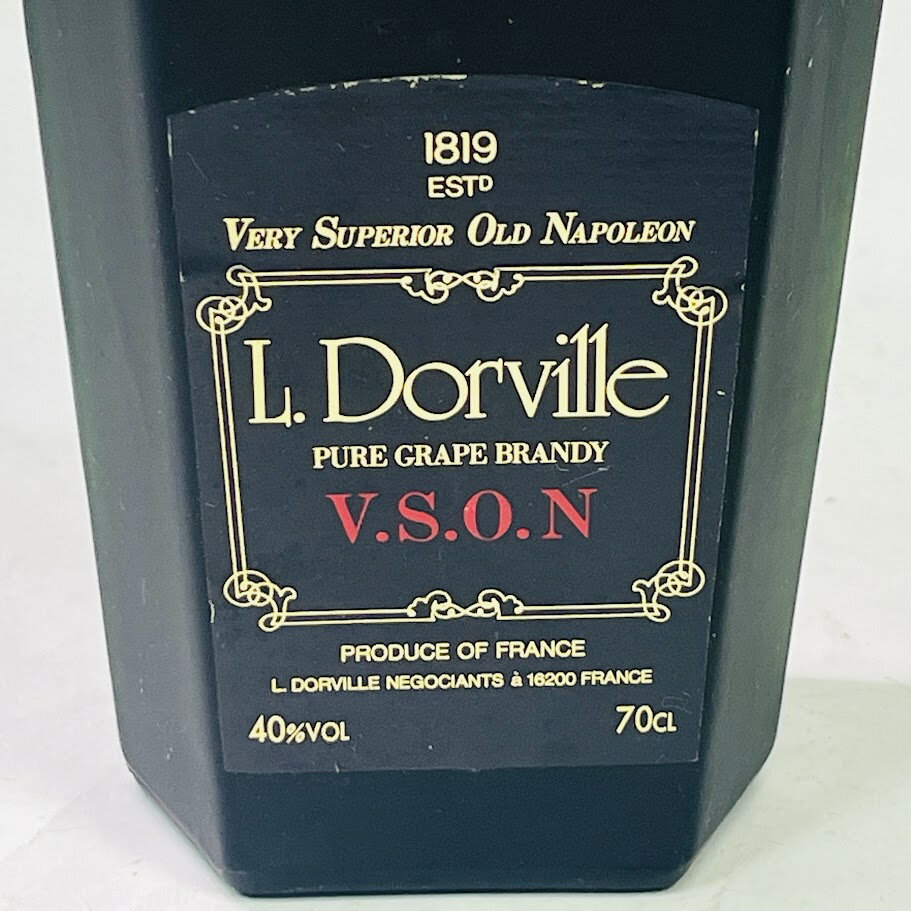 1819
ESTD
VERY SUPERIOR OLD NAPOLEON
L. Dorville
PURE GRAPE BRANDY
V.S.O.N
PRODUCE OF FRANCE
L. DORVILLE NEGOCIANTS à 16200 FRANCE
40%VOL 70CL